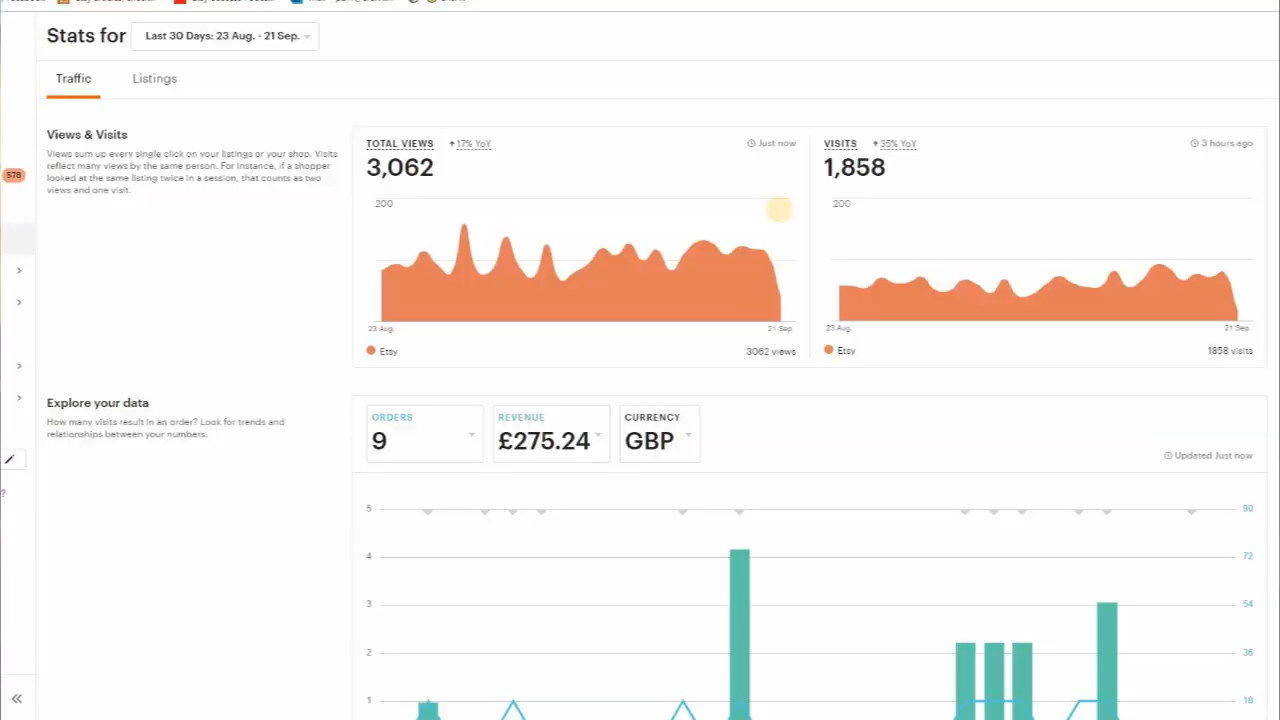 Stats for
Last 30 Days: 23 Aug. - 21 Sep.
Traffic
Listings
Views & Visits
Views sum up every single click on your listings or your shop. Visits
reflect many views by the same person. For instance, if a shopper
looked at the same listing twice in a session, that counts as two
views and one visit.
578
TOTAL VIEWS
17% YoY
Just now
3,062
200
23 Aug.
21 Sep.
Etsy
3062 views
VISITS
35% YoY
3 hours ago
1,858
200
23 Aug.
21 Sep.
Etsy
1858 visits
Explore your data
How many visits result in an order? Look for trends and
relationships between your numbers.
ORDERS
9
REVENUE
£275.24
CURRENCY
GBP
Updated Just now
?
5
90
4
72
3
54
2
36
1
18